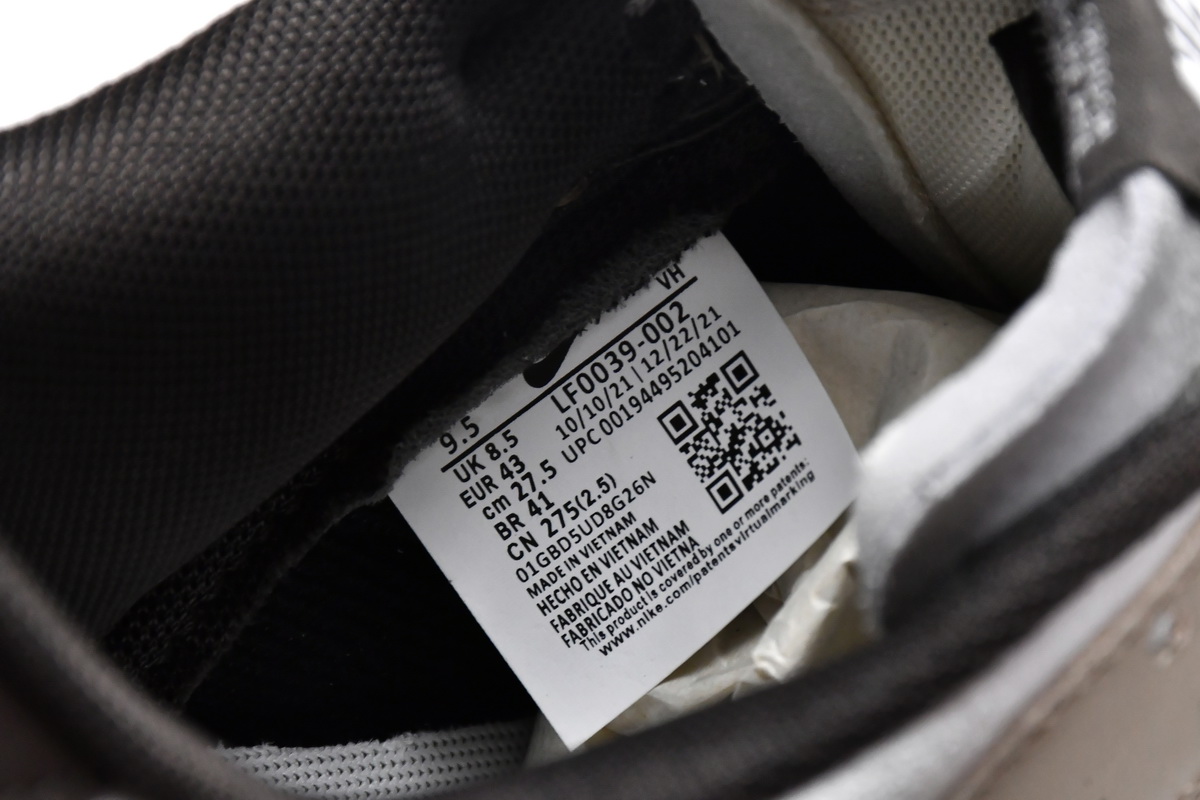 VH
9.5 LF0039-002
UK 8.5 10/10/21 | 12/22/21
EUR 43 UPC 00194495204101
cm 27.5
BR 41
CN 275(2.5)
01GBD5UD8G26N
MADE IN VIETNAM
HECHO EN VIETNAM
FABRIQUE AU VIETNAM
FABRICADO NO VIETNA
This product is covered by one or more patents:
www.nike.com/patentsvirtualmarking